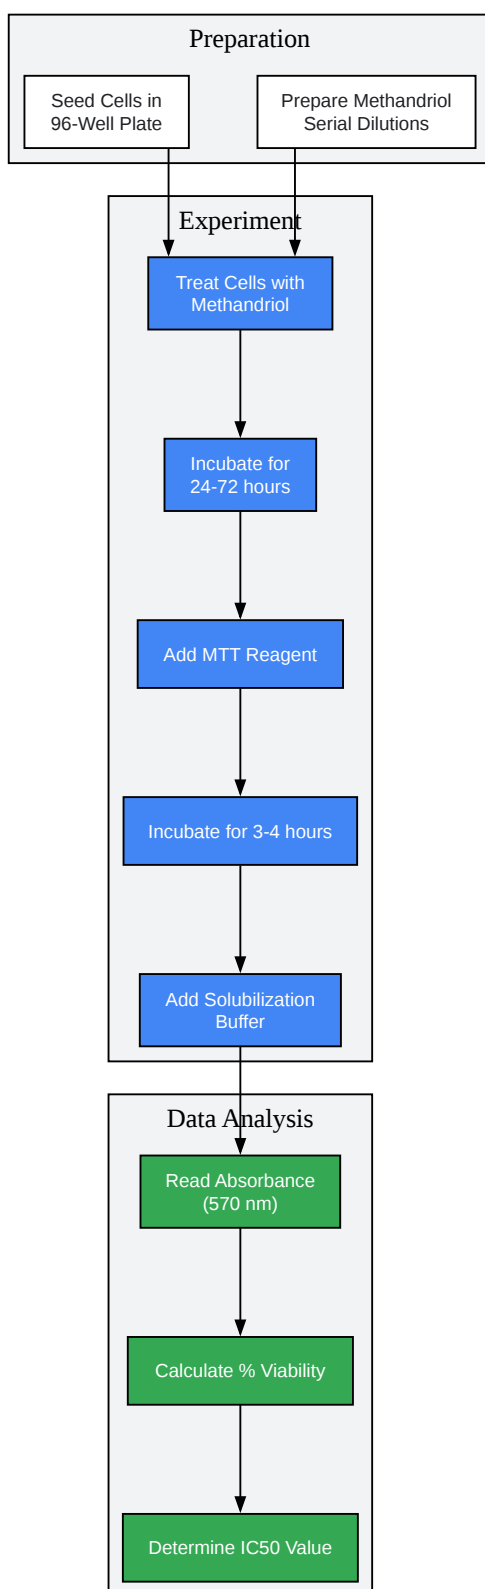 Preparation
Seed Cells in
96-Well Plate
Prepare Methandriol
Serial Dilutions
Experiment
Treat Cells with
Methandriol
Incubate for
24-72 hours
Add MTT Reagent
Incubate for 3-4 hours
Add Solubilization
Buffer
Data Analysis
Read Absorbance
(570 nm)
Calculate % Viability
Determine IC50 Value